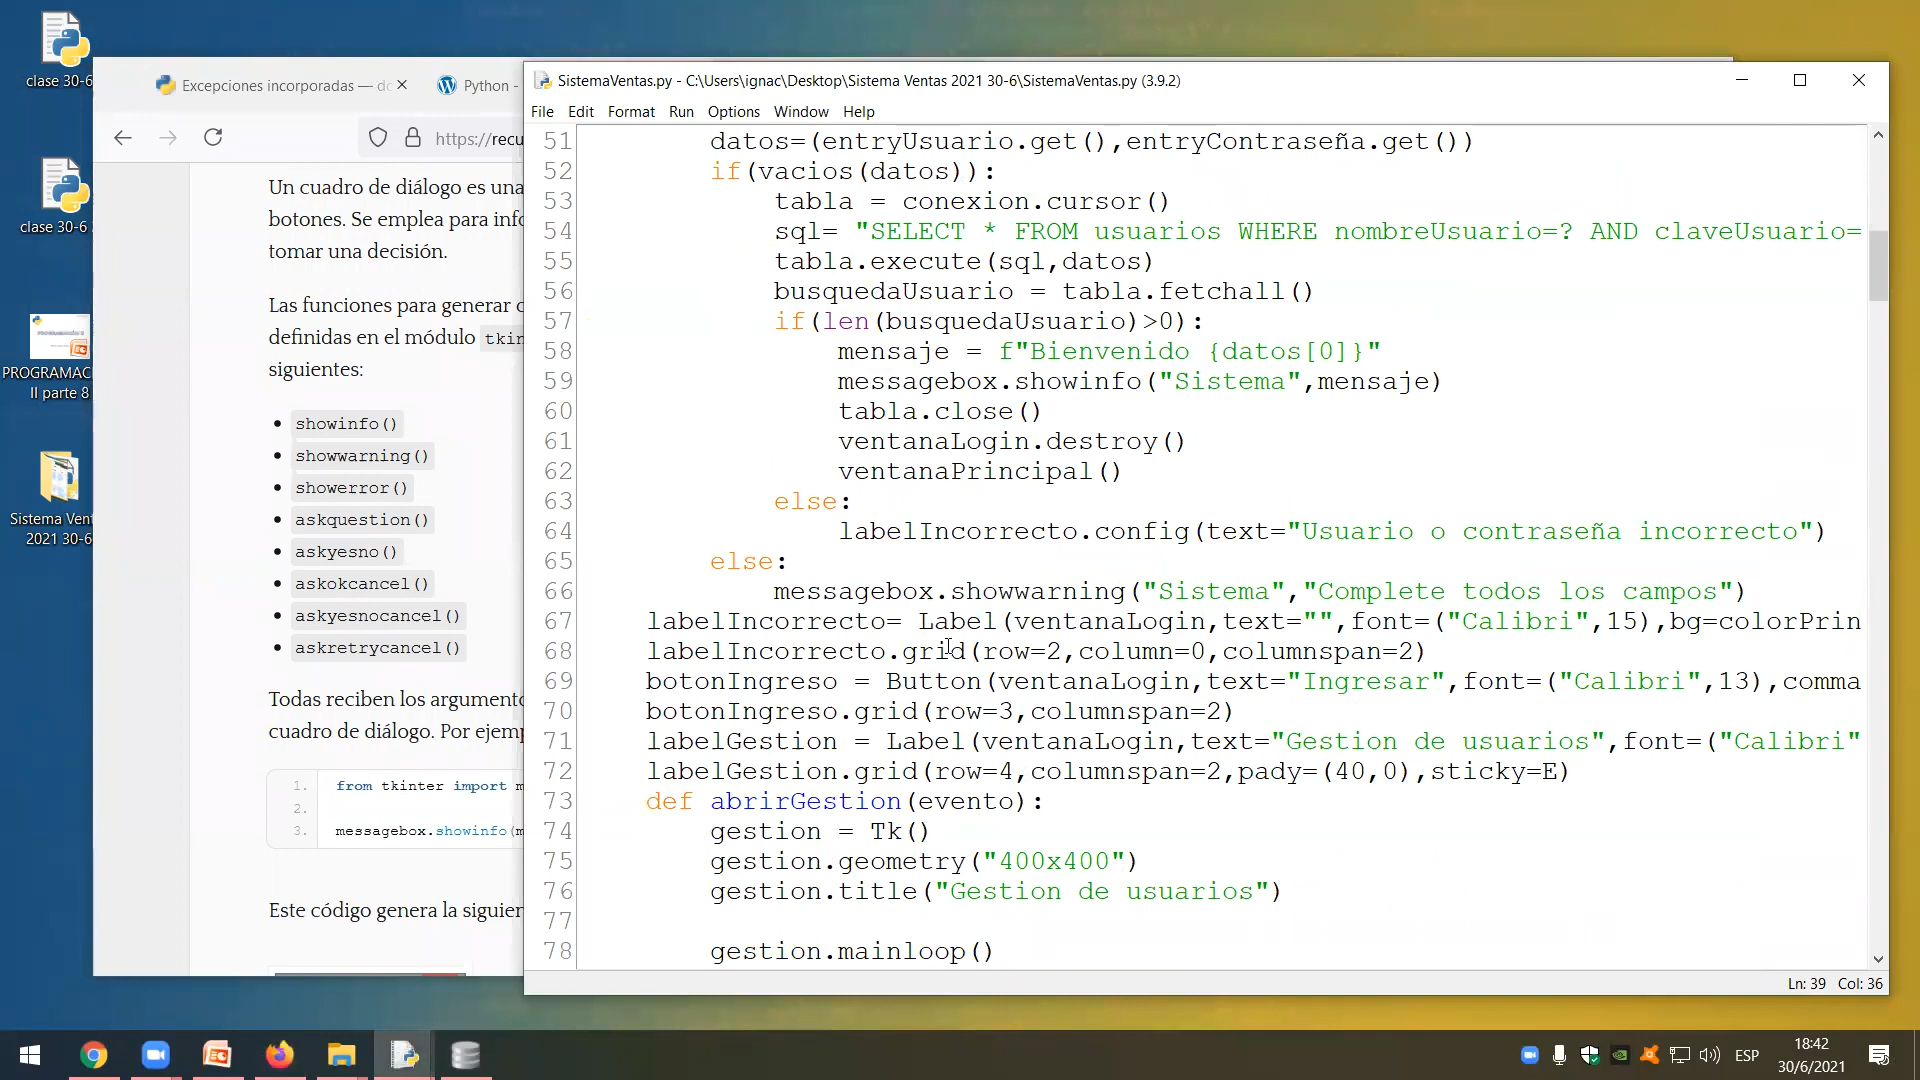 clase 30-6
clase 30-6
PROGRAMAC
II parte 8
Sistema Ven
2021 30-6
Excepciones incorporadas — do
Python -
https://recu
Un cuadro de diálogo es una
botones. Se emplea para info
tomar una decisión.
Las funciones para generar c
definidas en el módulo tkin
siguientes:
showinfo()
showwarning()
showerror()
askquestion()
askyesno()
askokcancel()
askyesnocancel()
askretrycancel()
Todas reciben los argumento
cuadro de diálogo. Por ejemp
1. from tkinter import m
2.
3. messagebox.showinfo(m
Este código genera la siguien
SistemaVentas.py - C:\Users\ignac\Desktop\Sistema Ventas 2021 30-6\SistemaVentas.py (3.9.2)
File Edit Format Run Options Window Help
51 datos=(entryUsuario.get(),entryContraseña.get())
52 if(vacios(datos)):
53 tabla = conexion.cursor()
54 sql= "SELECT * FROM usuarios WHERE nombreUsuario=? AND claveUsuario=
55 tabla.execute(sql,datos)
56 busquedaUsuario = tabla.fetchall()
57 if(len(busquedaUsuario)>0):
58 mensaje = f"Bienvenido {datos[0]}"
59 messagebox.showinfo("Sistema",mensaje)
60 tabla.close()
61 ventanaLogin.destroy()
62 ventanaPrincipal()
63 else:
64 labelIncorrecto.config(text="Usuario o contraseña incorrecto")
65 else:
66 messagebox.showwarning("Sistema","Complete todos los campos")
67 labelIncorrecto= Label(ventanaLogin,text="",font=("Calibri",15),bg=colorPrin
68 labelIncorrecto.grid(row=2,column=0,columnspan=2)
69 botonIngreso = Button(ventanaLogin,text="Ingresar",font=("Calibri",13),comma
70 botonIngreso.grid(row=3,columnspan=2)
71 labelGestion = Label(ventanaLogin,text="Gestion de usuarios",font=("Calibri"
72 labelGestion.grid(row=4,columnspan=2,pady=(40,0),sticky=E)
73 def abrirGestion(evento):
74 gestion = Tk()
75 gestion.geometry("400x400")
76 gestion.title("Gestion de usuarios")
77
78 gestion.mainloop()
Ln: 39 Col: 36
ESP
18:42
30/6/2021